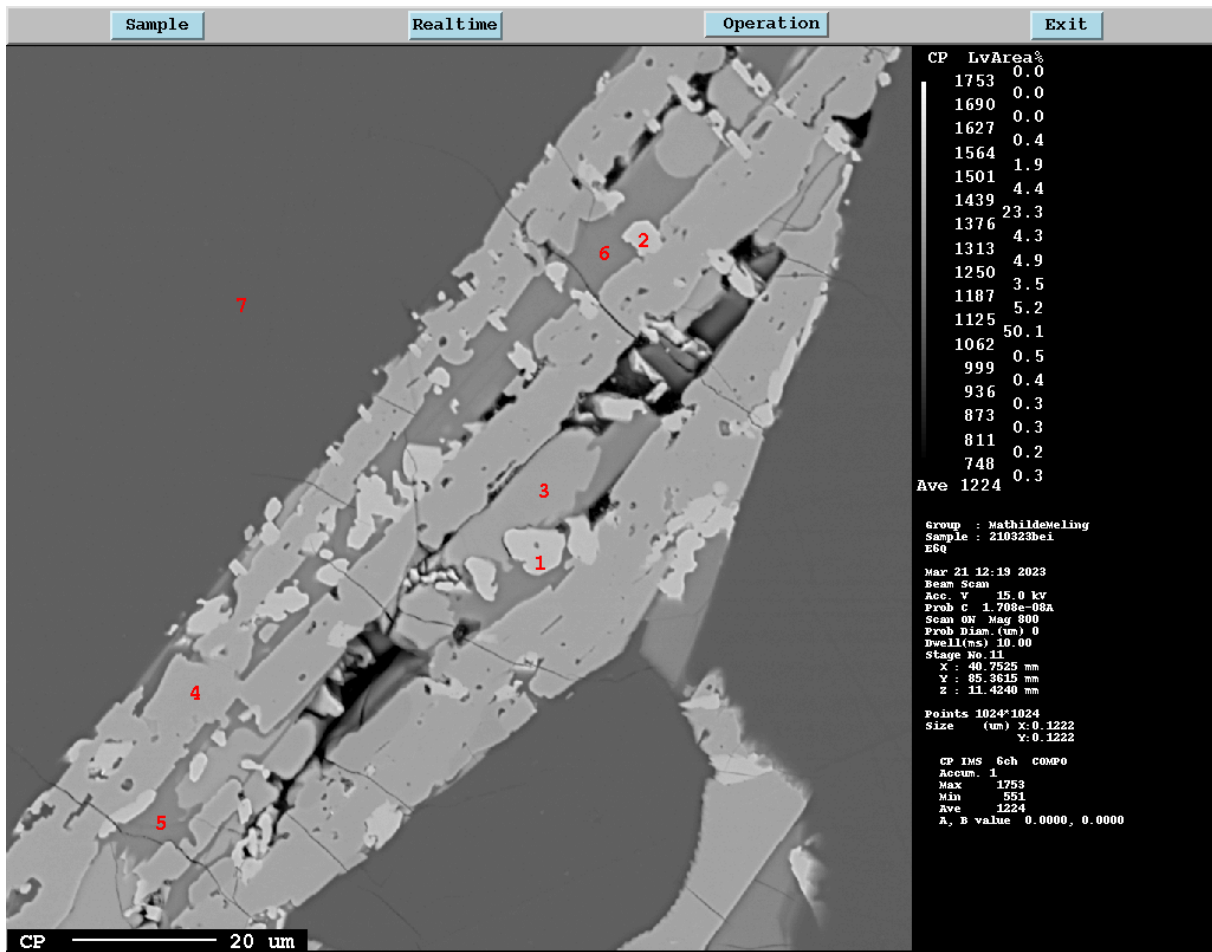 Sample Realtime Operation Exit
CP LvArea%
0.0
1753
0.0
1690
0.0
1627
0.4
1564
1.9
1501
4.4
1439
23.3
1376
4.3
1313
4.9
1250
3.5
1187
5.2
1125
50.1
1062
0.5
999
0.4
936
0.3
873
0.3
811
0.2
748
0.3
Ave 1224
Group : MathildeMeling
Sample : 210323bei
E6Q
Mar 21 12:19 2023
Beam Scan
Acc. V 15.0 kV
Prob C 1.708e-08A
Scan ON Mag 800
Prob Diam.(um) 0
Dwell(ms) 10.00
Stage No.11
X : 40.7525 mm
Y : 85.3615 mm
Z : 11.4240 mm
Points 1024*1024
Size (um) X:0.1222
Y:0.1222
CP IMS 6ch COMPO
Accum. 1
Max 1753
Min 551
Ave 1224
A, B value 0.0000, 0.0000
2
6
7
3
1
4
5
CP 20 um